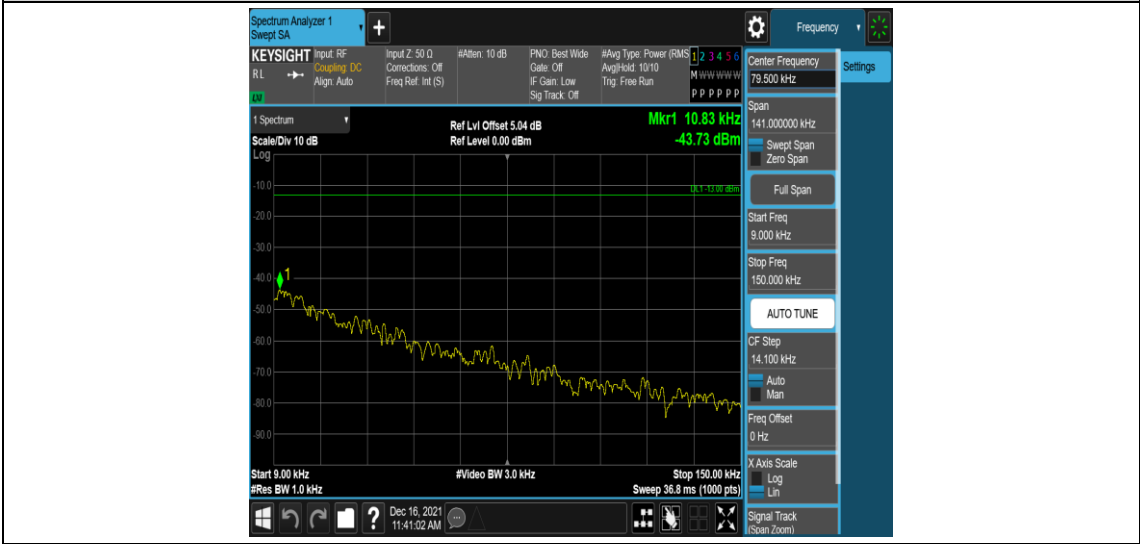 Spectrum Analyzer 1
Swept SA
+
Frequency
KEYSIGHT
RL
Input: RF
Coupling: DC
Align: Auto
Input Z: 50 Ω
Corrections: Off
Freq Ref: Int (S)
#Atten: 10 dB
PNO: Best Wide
Gate: Off
IF Gain: Low
Sig Track: Off
#Avg Type: Power (RMS
Avg|Hold: 10/10
Trig: Free Run
1 2 3 4 5 6
M W W W W W
P P P P P P
1 Spectrum
Scale/Div 10 dB
Log
Ref Lvl Offset 5.04 dB
Ref Level 0.00 dBm
Mkr1 10.83 kHz
-43.73 dBm
DL1 -13.00 dBm
-10.0
-20.0
-30.0
-40.0
1
-50.0
-60.0
-70.0
-80.0
-90.0
Start 9.00 kHz
#Res BW 1.0 kHz
#Video BW 3.0 kHz
Stop 150.00 kHz
Sweep 36.8 ms (1000 pts)
Dec 16, 2021
11:41:02 AM
?
Center Frequency
79.500 kHz
Span
141.000000 kHz
Swept Span
Zero Span
Full Span
Start Freq
9.000 kHz
Stop Freq
150.000 kHz
AUTO TUNE
CF Step
14.100 kHz
Auto
Man
Freq Offset
0 Hz
X Axis Scale
Log
Lin
Signal Track
(Span Zoom)
Settings